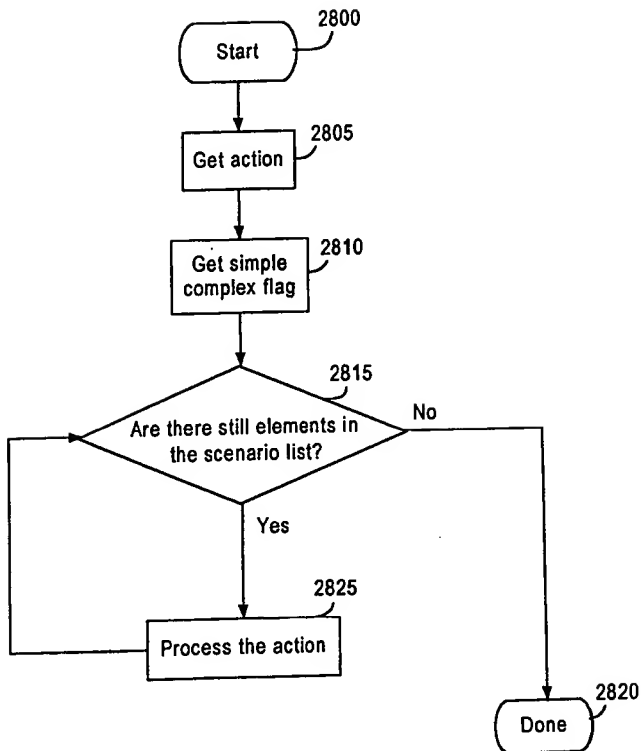 2800
Start
2805
Get action
2810
Get simple
complex flag
2815
Are there still elements in
the scenario list?
No
Yes
2825
Process the action
2820
Done